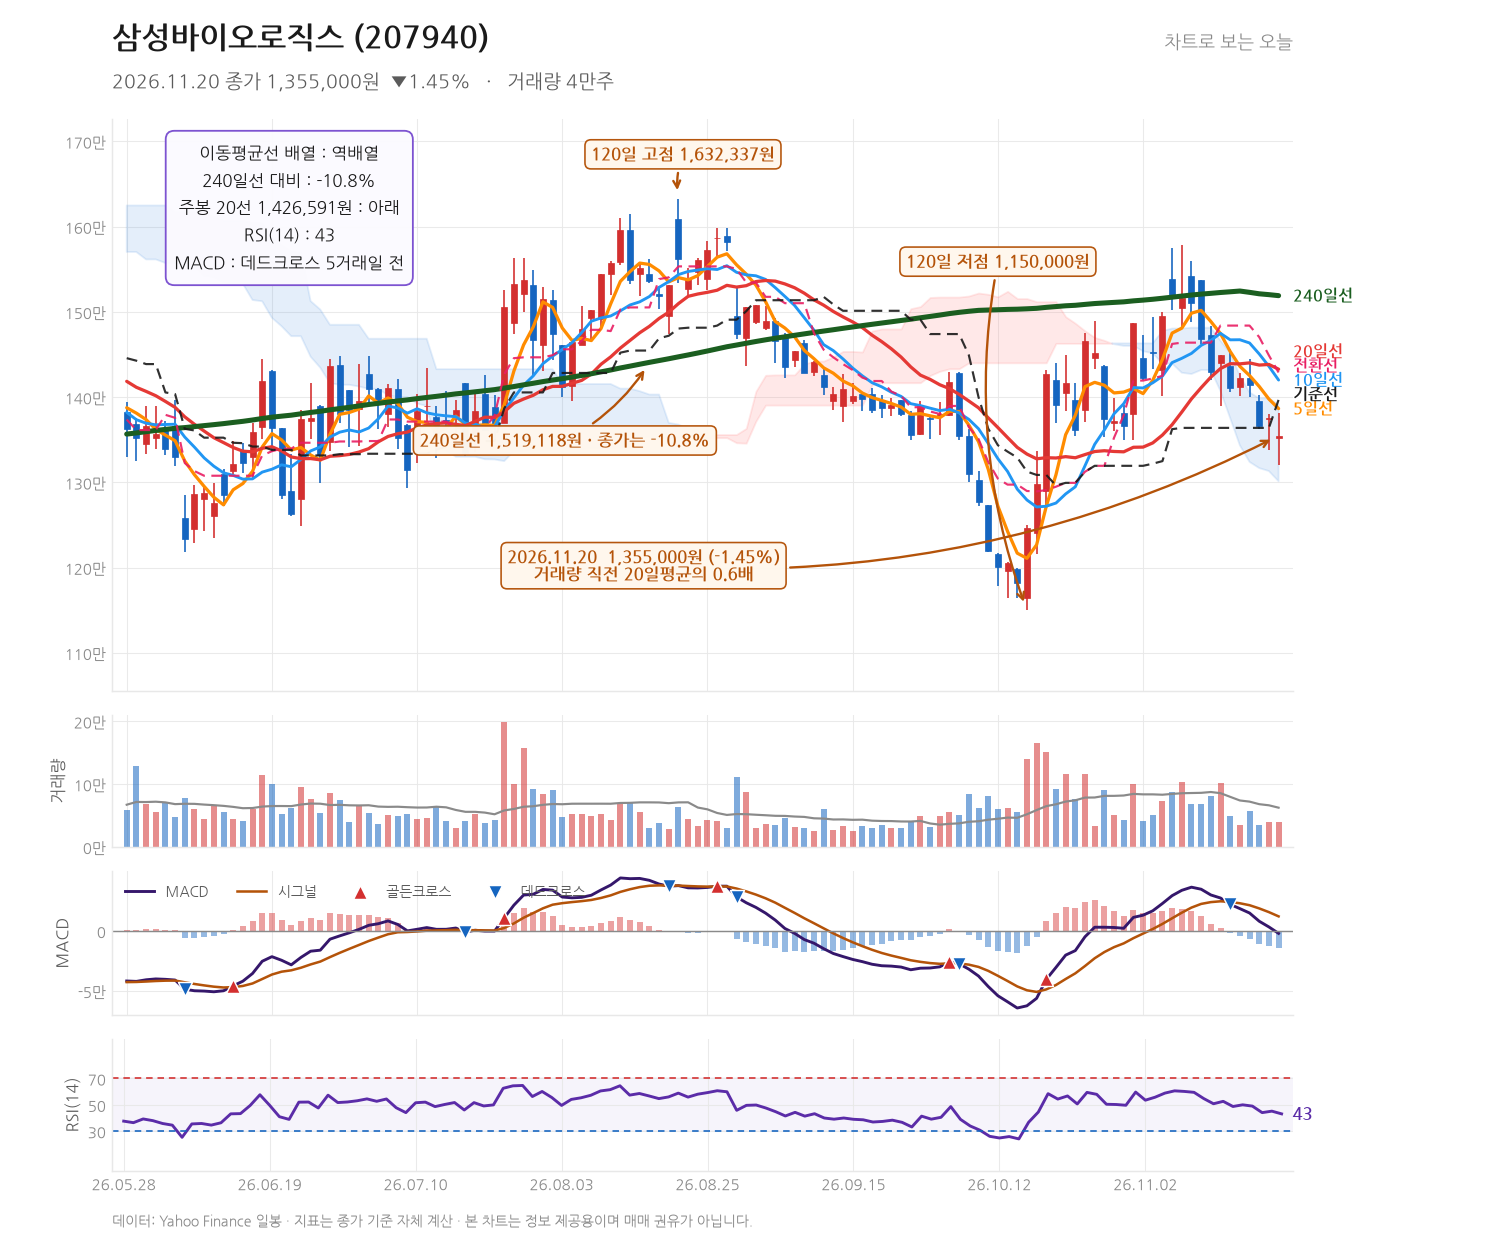 삼성바이오로직스 (207940)
차트로 보는 오늘
2026.11.20 종가 1,355,000원 ▼1.45% · 거래량 4만주
170만
160만
150만
140만
130만
120만
110만
이동평균선 배열 : 역배열
240일선 대비 : -10.8%
주봉 20선 1,426,591원 : 아래
RSI(14) : 43
MACD : 데드크로스 5거래일 전
120일 고점 1,632,337원
120일 저점 1,150,000원
240일선 1,519,118원 · 종가는 -10.8%
2026.11.20 1,355,000원 (-1.45%)
거래량 직전 20일평균의 0.6배
240일선
20일선
전환선
10일선
기준선
5일선
거래량
20만
10만
0만
MACD
MACD
시그널
골든크로스
데드크로스
0
-5만
RSI(14)
70
50
30
43
26.05.28
26.06.19
26.07.10
26.08.03
26.08.25
26.09.15
26.10.12
26.11.02
데이터: Yahoo Finance 일봉 · 지표는 종가 기준 자체 계산 · 본 차트는 정보 제공용이며 매매 권유가 아닙니다.